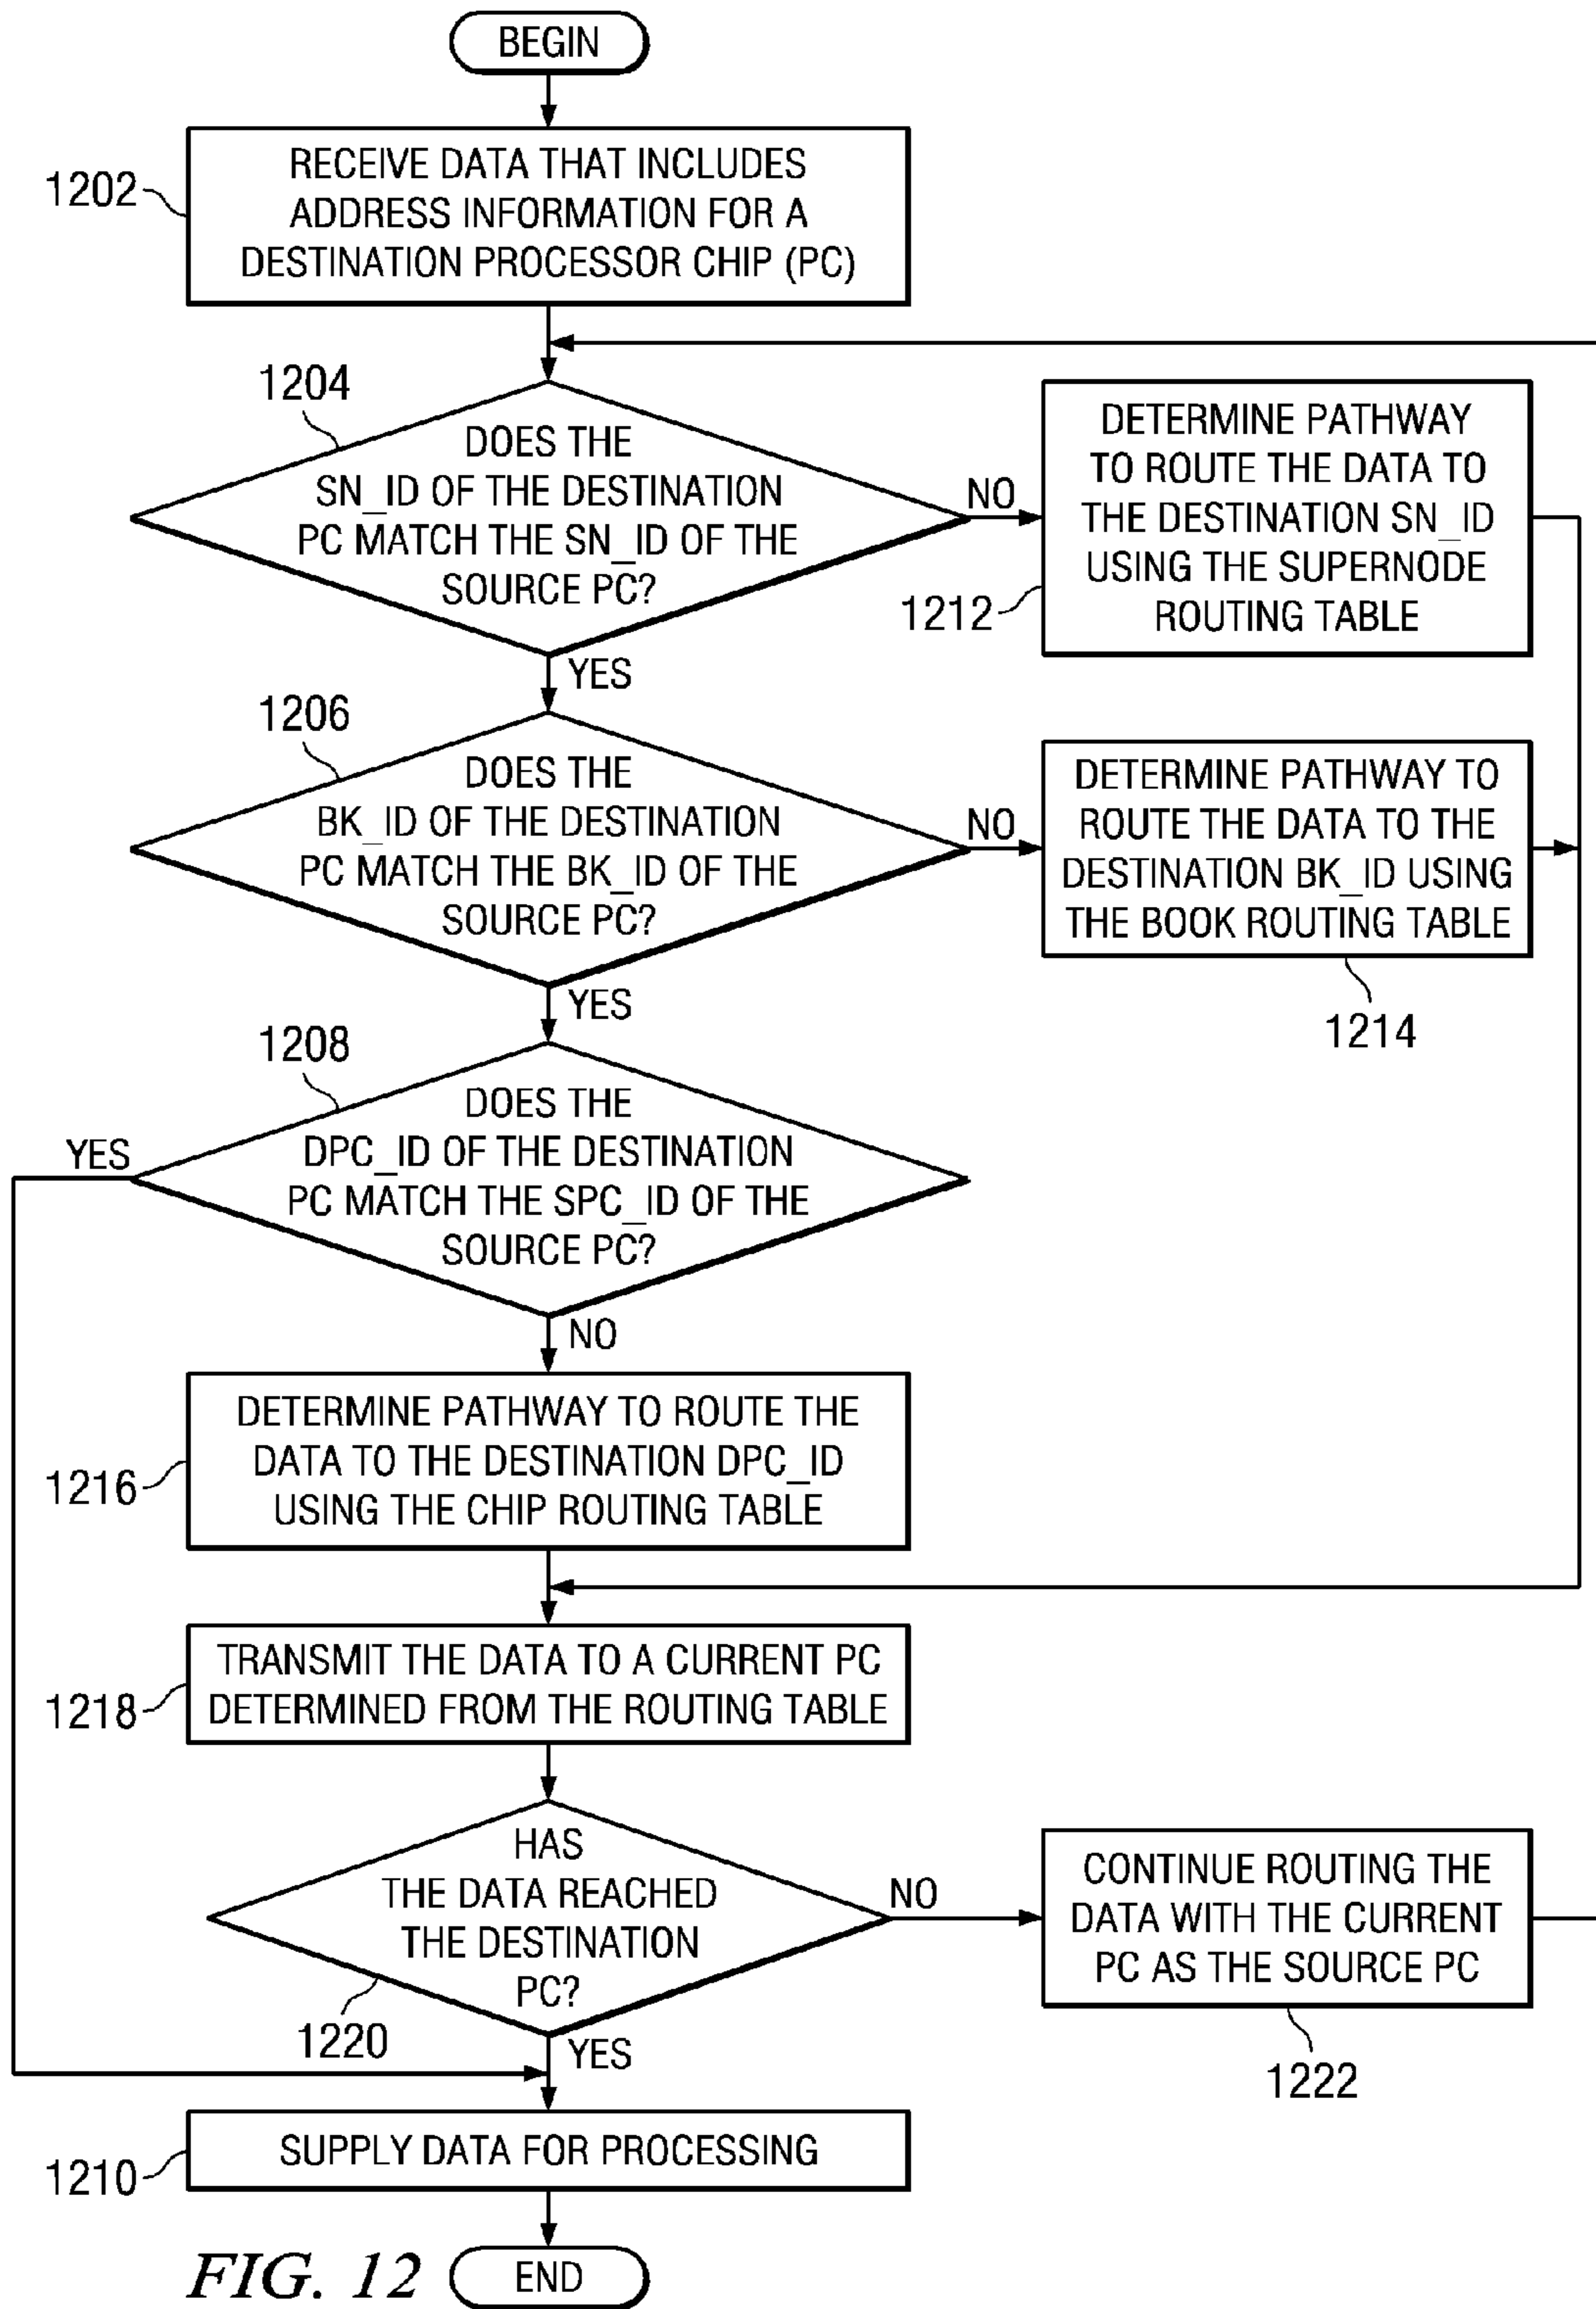 BEGIN
RECEIVE DATA THAT INCLUDES
ADDRESS INFORMATION FOR A
DESTINATION PROCESSOR CHIP (PC)
1202
1204
DOES THE
SN_ID OF THE DESTINATION
PC MATCH THE SN_ID OF THE
SOURCE PC?
NO
YES
DETERMINE PATHWAY
TO ROUTE THE DATA TO
THE DESTINATION SN_ID
USING THE SUPERNODE
ROUTING TABLE
1212
1206
DOES THE
BK_ID OF THE DESTINATION
PC MATCH THE BK_ID OF THE
SOURCE PC?
NO
YES
DETERMINE PATHWAY TO
ROUTE THE DATA TO THE
DESTINATION BK_ID USING
THE BOOK ROUTING TABLE
1214
1208
DOES THE
DPC_ID OF THE DESTINATION
PC MATCH THE SPC_ID OF THE
SOURCE PC?
YES
NO
DETERMINE PATHWAY TO ROUTE THE
DATA TO THE DESTINATION DPC_ID
USING THE CHIP ROUTING TABLE
1216
TRANSMIT THE DATA TO A CURRENT PC
DETERMINED FROM THE ROUTING TABLE
1218
HAS
THE DATA REACHED
THE DESTINATION
PC?
1220
NO
YES
CONTINUE ROUTING THE
DATA WITH THE CURRENT
PC AS THE SOURCE PC
1222
SUPPLY DATA FOR PROCESSING
1210
END
FIG. 12